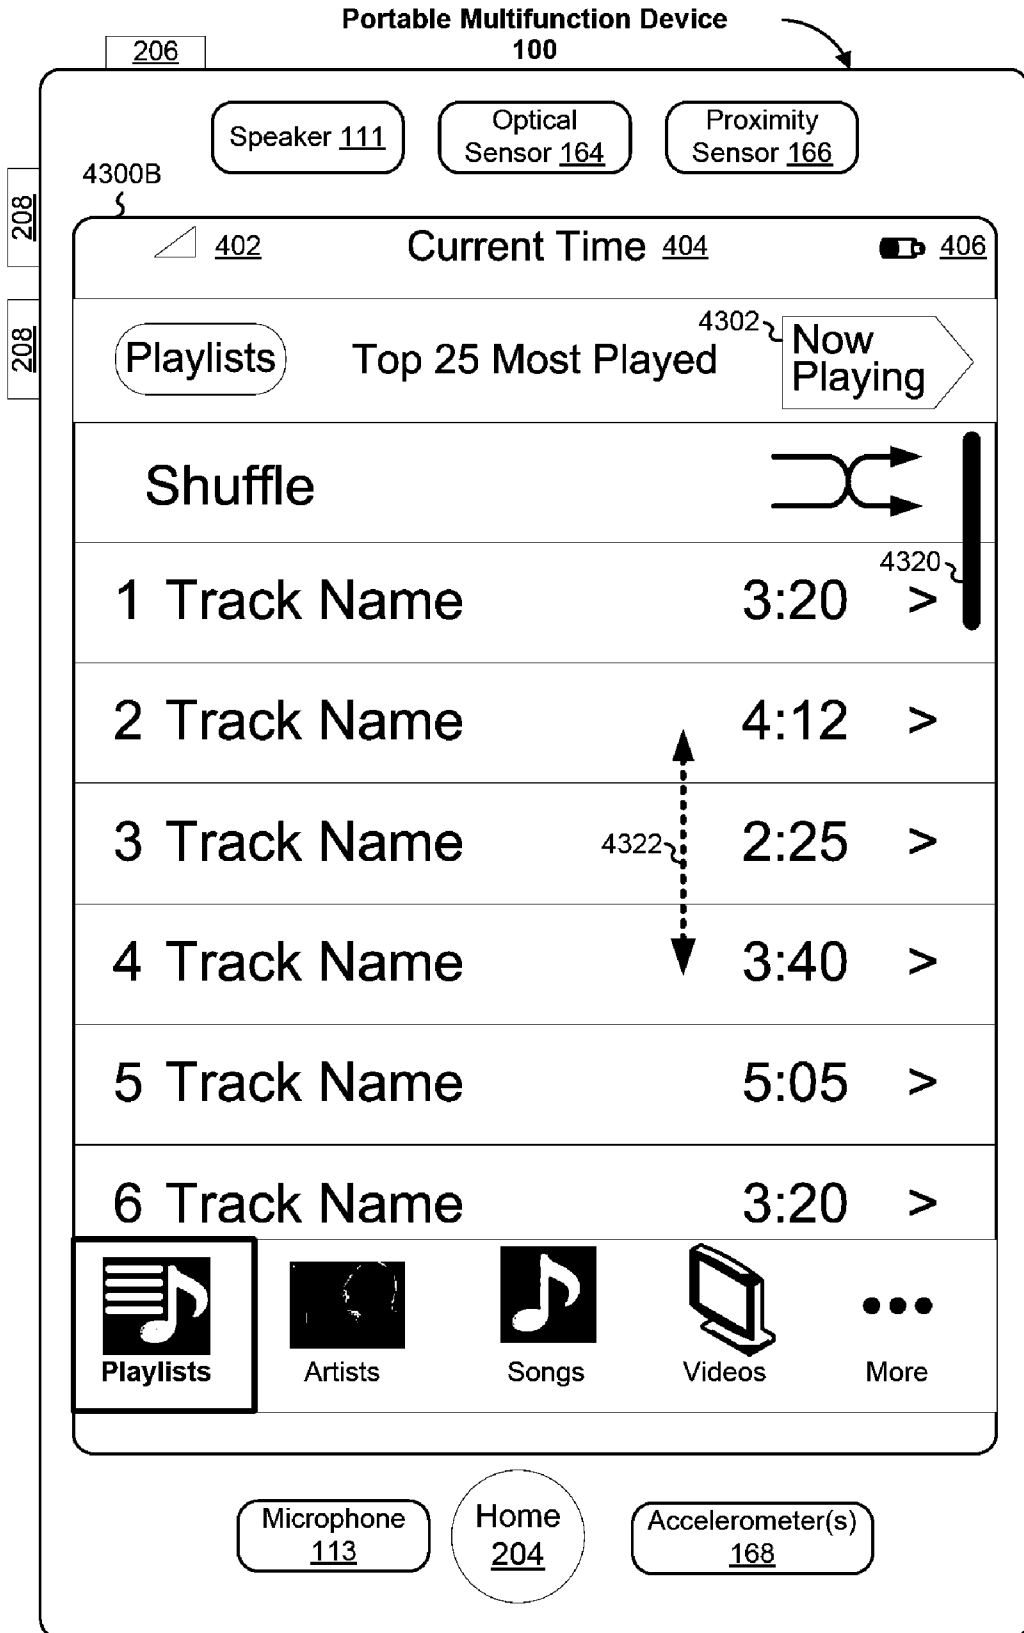 Portable Multifunction Device
100
206
Speaker 111
Optical
Sensor 164
Proximity
Sensor 166
4300B
208
402
Current Time 404
406
208
Playlists
Top 25 Most Played
4302
Now
Playing
Shuffle
4320
1 Track Name 3:20 >
2 Track Name 4:12 >
3 Track Name 2:25 >
4322
4 Track Name 3:40 >
5 Track Name 5:05 >
6 Track Name 3:20 >
Playlists
Artists
Songs
Videos
More
Microphone
113
Home
204
Accelerometer(s)
168